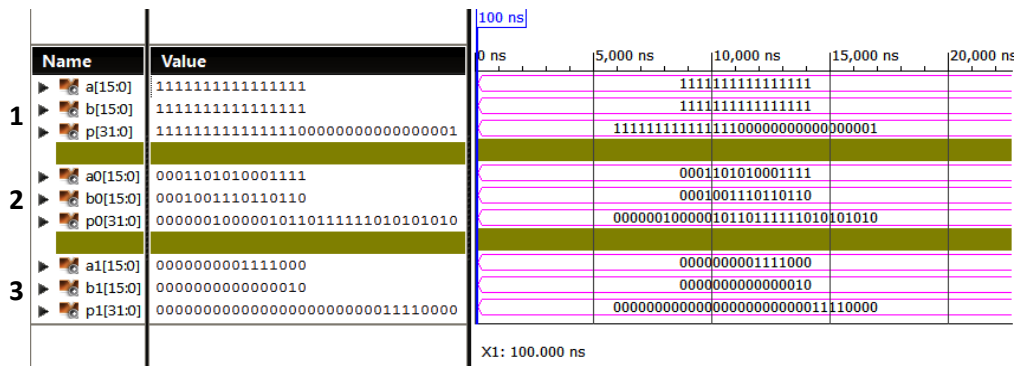 100 ns
Name Value 0 ns 5,000 ns 10,000 ns 15,000 ns 20,000 ns
a[15:0] 1111111111111111 1111111111111111
1 b[15:0] 1111111111111111 1111111111111111
p[31:0] 11111111111111100000000000000001 11111111111111100000000000000001
a0[15:0] 0001101010001111 0001101010001111
2 b0[15:0] 0001001110110110 0001001110110110
p0[31:0] 00000010000010110111111010101010 00000010000010110111111010101010
a1[15:0] 0000000001111000 0000000001111000
3 b1[15:0] 0000000000000010 0000000000000010
p1[31:0] 00000000000000000000000011110000 00000000000000000000000011110000
X1: 100.000 ns